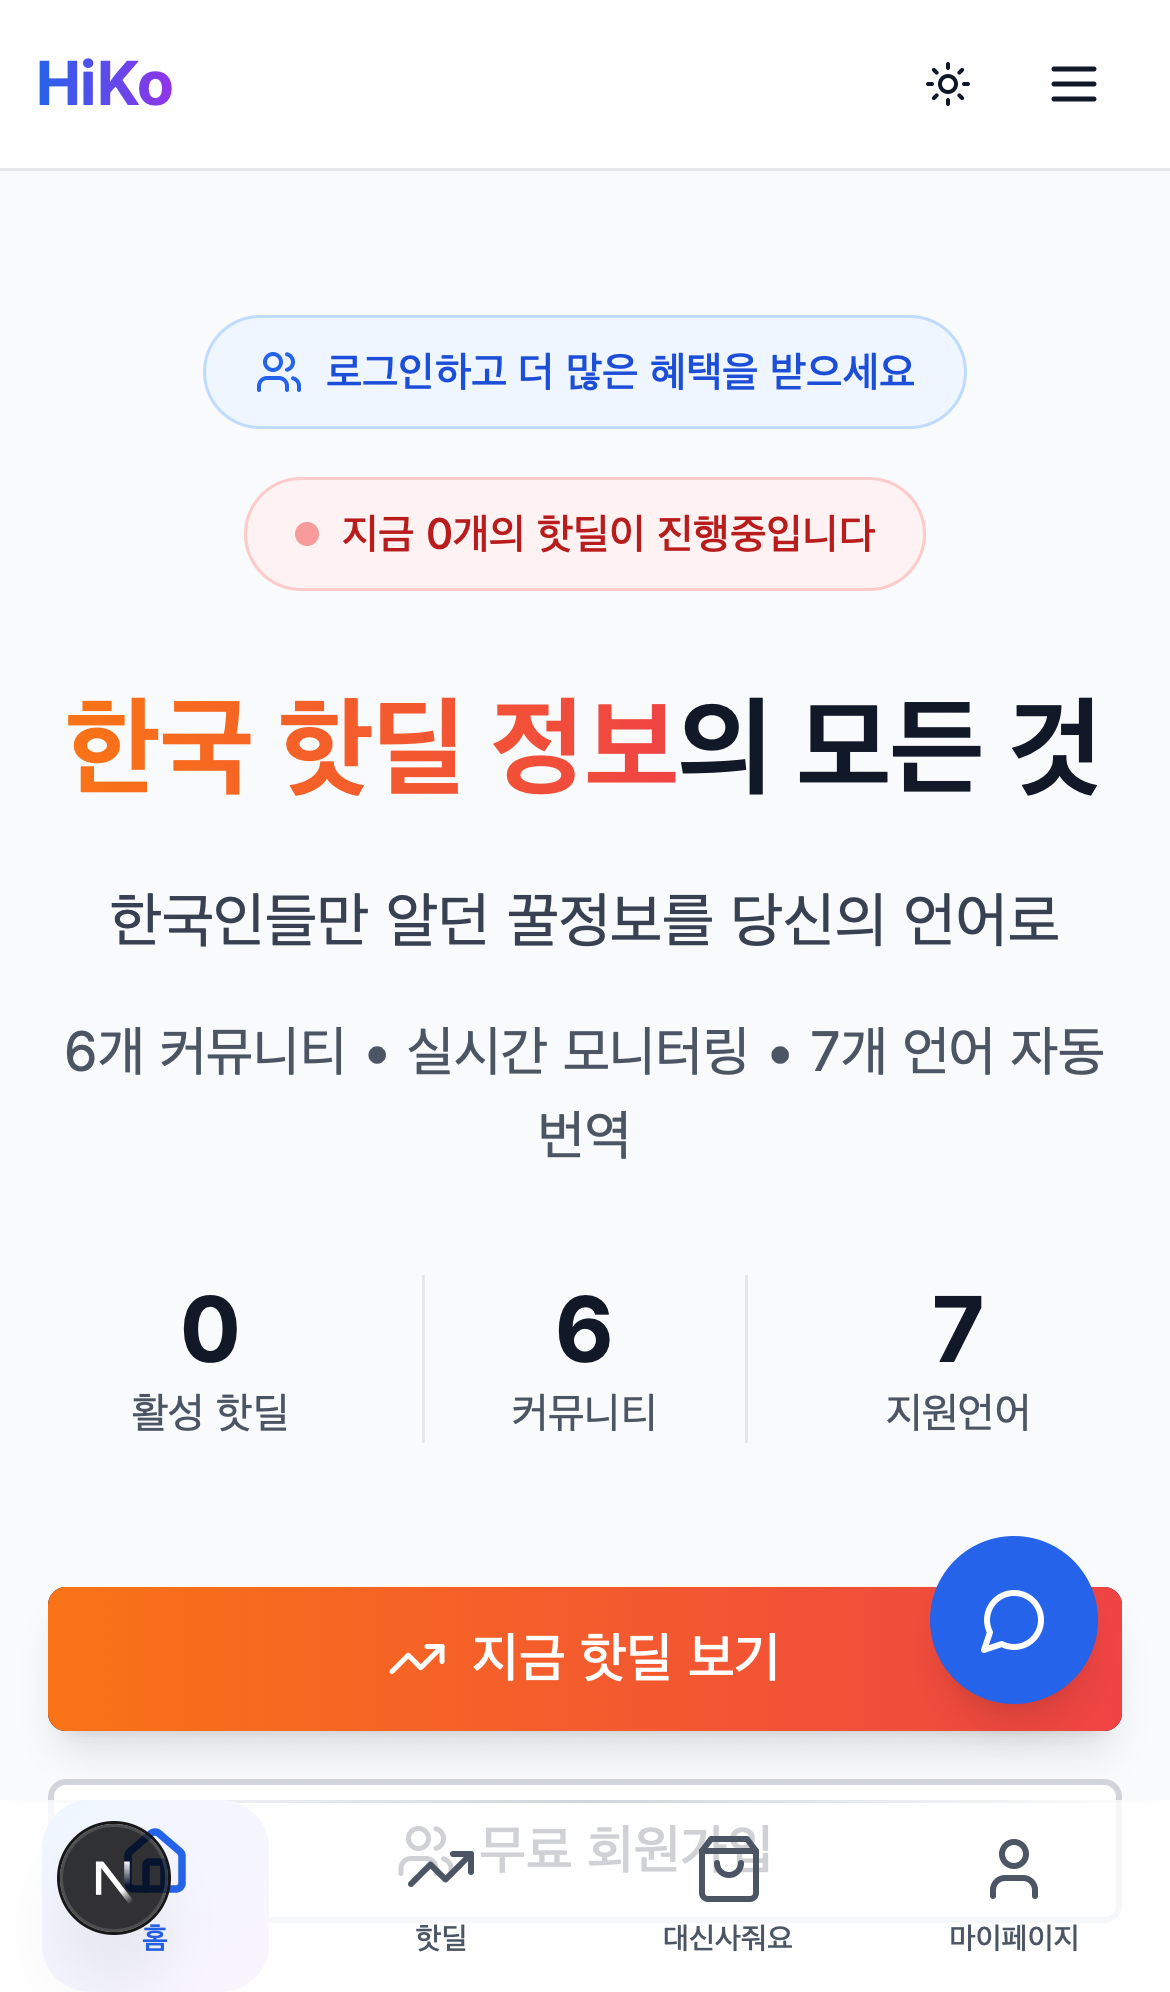 HiKo
로그인하고 더 많은 혜택을 받으세요
지금 0개의 핫딜이 진행중입니다
한국 핫딜 정보의 모든 것
한국인들만 알던 꿀정보를 당신의 언어로
6개 커뮤니티 • 실시간 모니터링 • 7개 언어 자동
번역
0 6 7
활성 핫딜 커뮤니티 지원언어
지금 핫딜 보기
무료 회원가입
N
홈 핫딜 대신사줘요 마이페이지